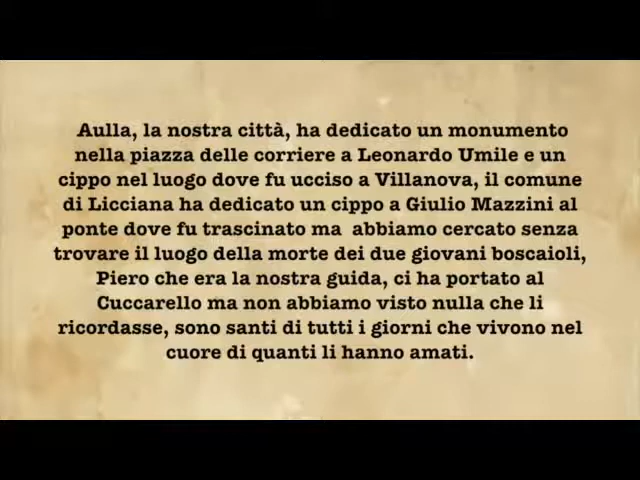 Aulla, la nostra città, ha dedicato un monumento
nella piazza delle corriere a Leonardo Umile e un
cippo nel luogo dove fu ucciso a Villanova, il comune
di Licciana ha dedicato un cippo a Giulio Mazzini al
ponte dove fu trascinato ma abbiamo cercato senza
trovare il luogo della morte dei due giovani boscaioli,
Piero che era la nostra guida, ci ha portato al
Cuccarello ma non abbiamo visto nulla che li
ricordasse, sono santi di tutti i giorni che vivono nel
cuore di quanti li hanno amati.